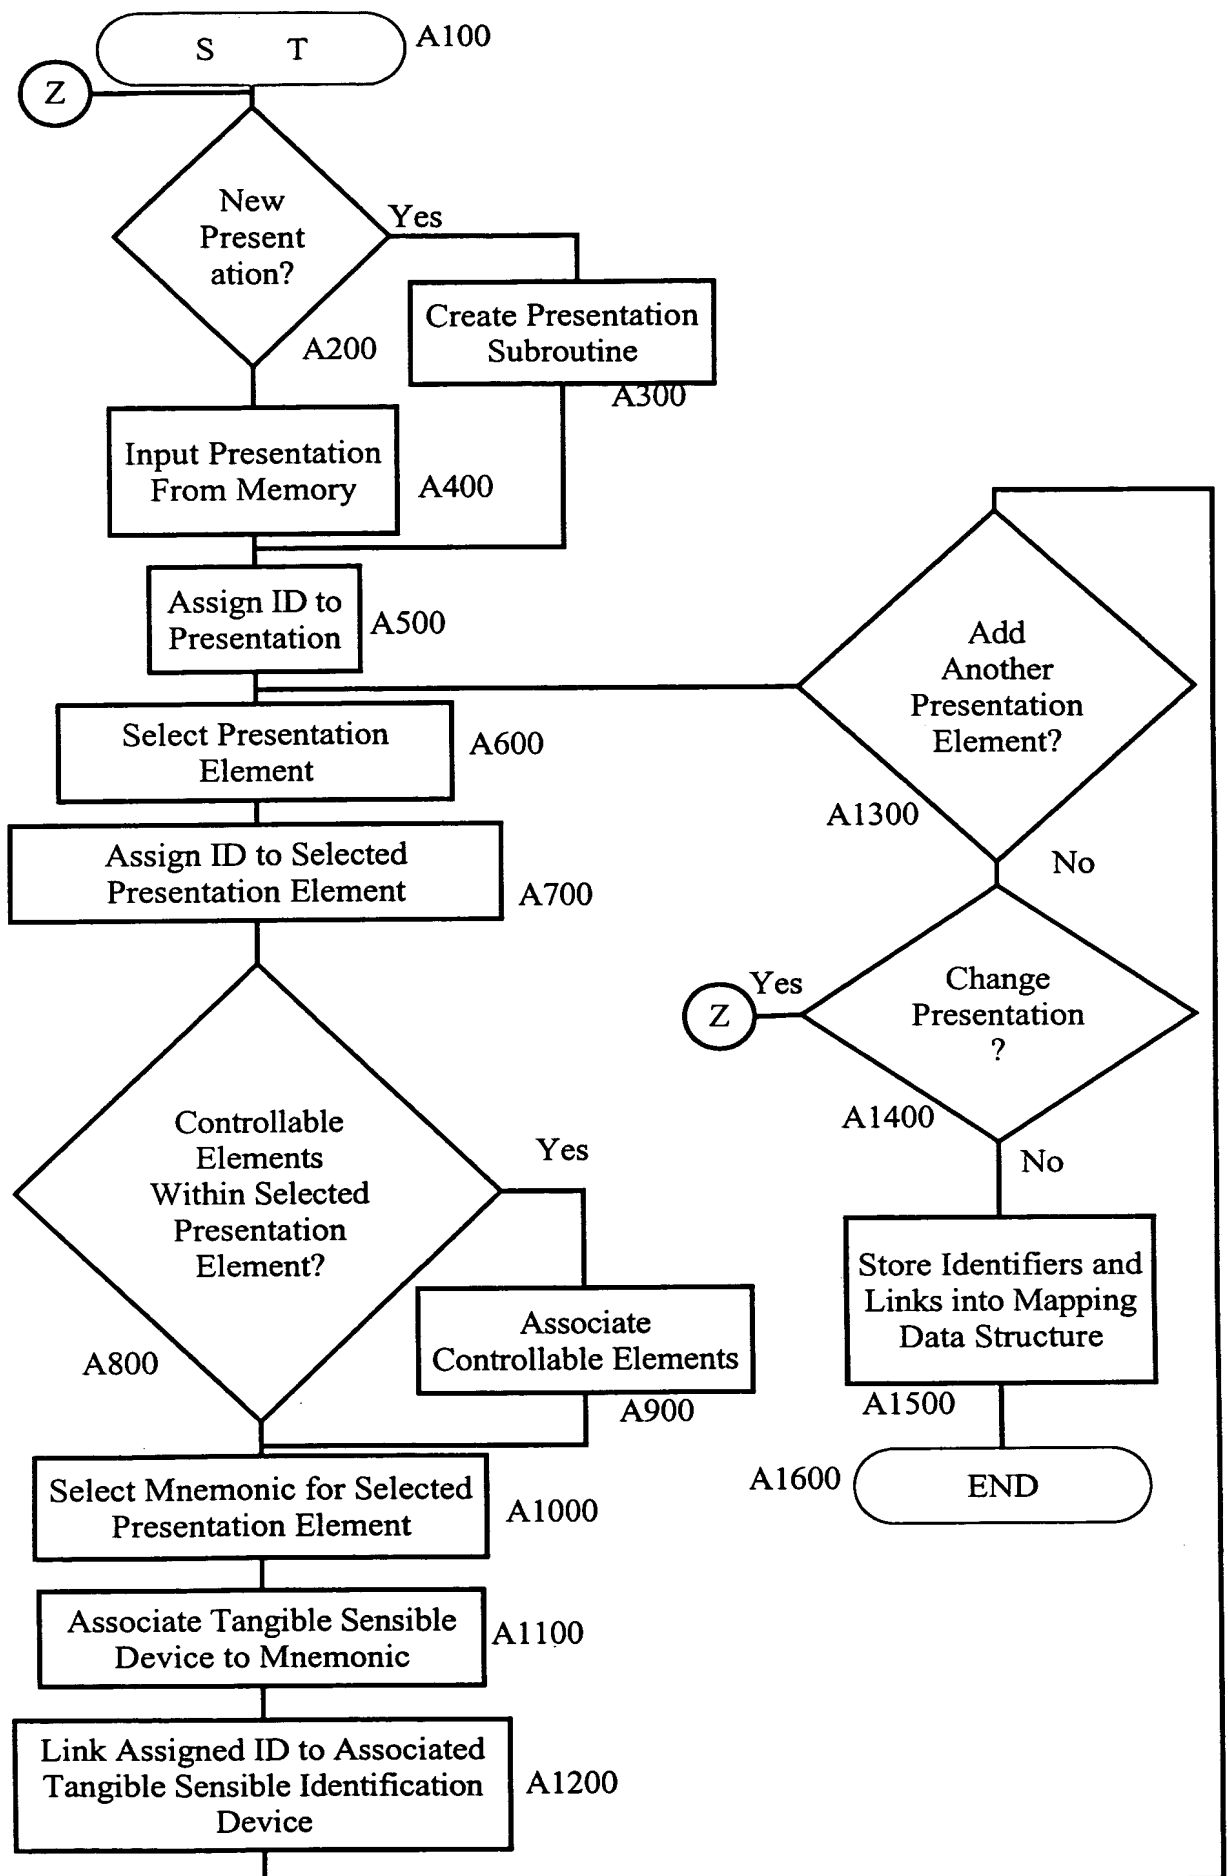 S T
A100
Z
New
Present
ation?
Yes
A200
Create Presentation
Subroutine
A300
Input Presentation
From Memory
A400
Assign ID to
Presentation
A500
Select Presentation
Element
A600
Assign ID to Selected
Presentation Element
A700
Controllable
Elements
Within Selected
Presentation
Element?
Yes
A800
Associate
Controllable Elements
A900
Select Mnemonic for Selected
Presentation Element
A1000
Associate Tangible Sensible
Device to Mnemonic
A1100
Link Assigned ID to Associated
Tangible Sensible Identification
Device
A1200
Add
Another
Presentation
Element?
A1300
No
Change
Presentation
?
Yes
Z
A1400
No
Store Identifiers and
Links into Mapping
Data Structure
A1500
A1600
END